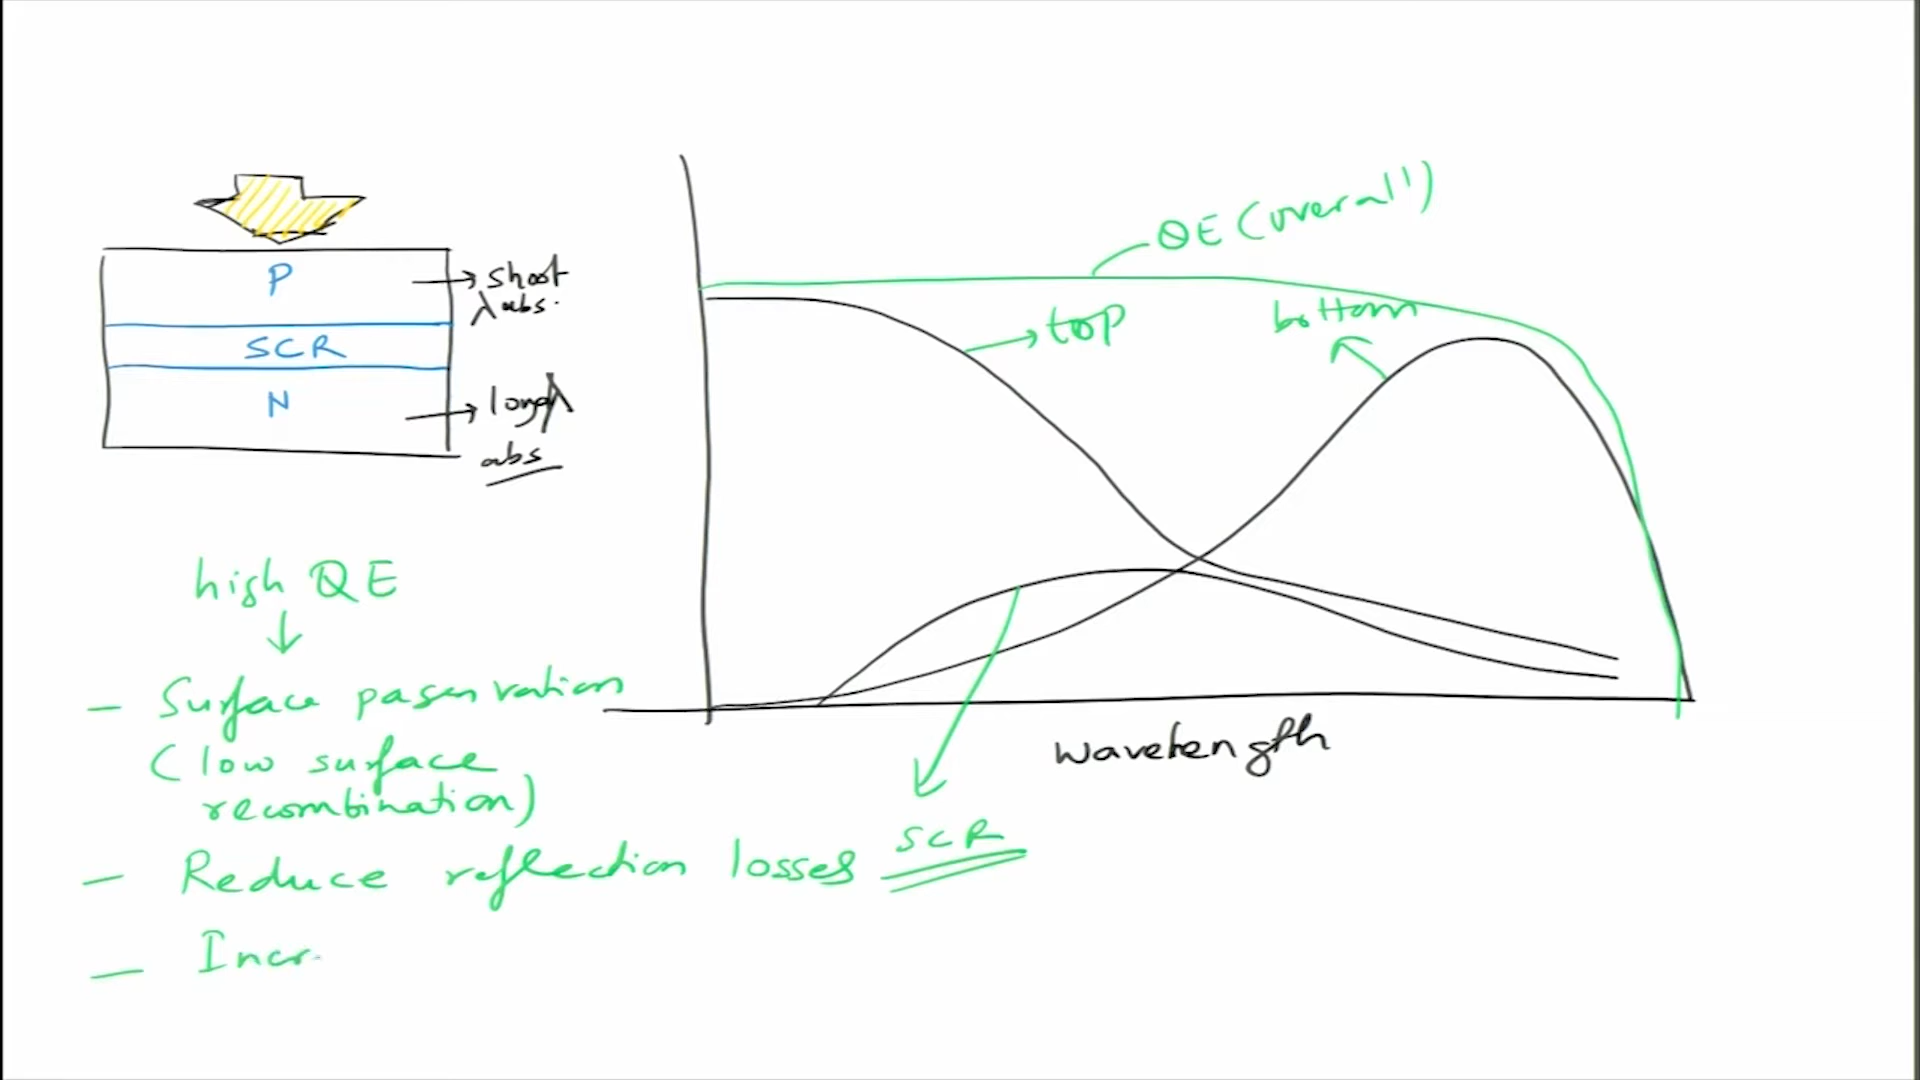 P
SCR
N
short
λ abs.
long λ
abs
QE (overall)
top
bottom
wavelength
SCR
high QE
- Surface passivation
(low surface
recombination)
- Reduce reflection losses
- Incr